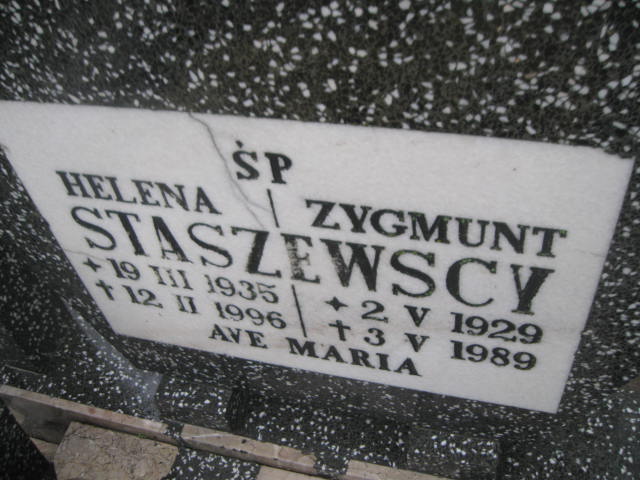 ŚP
HELENA | ZYGMUNT
STASZEWSCY
✦ 19 III 1935 | ✦ 2 V 1929
† 12 II 1996 | † 3 V 1989
AVE MARIA